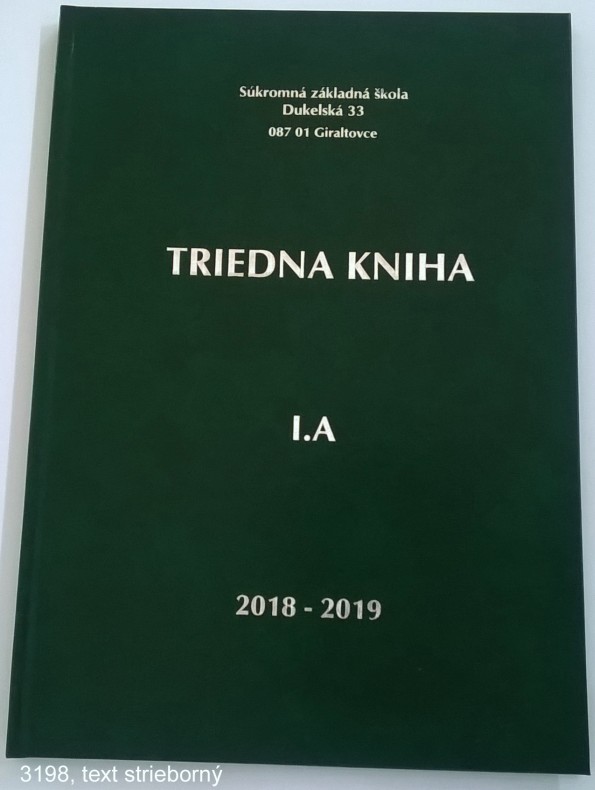 Súkromná základná škola
Dukelská 33
087 01 Giraltovce
TRIEDNA KNIHA
I.A
2018 - 2019
3198, text strieborný